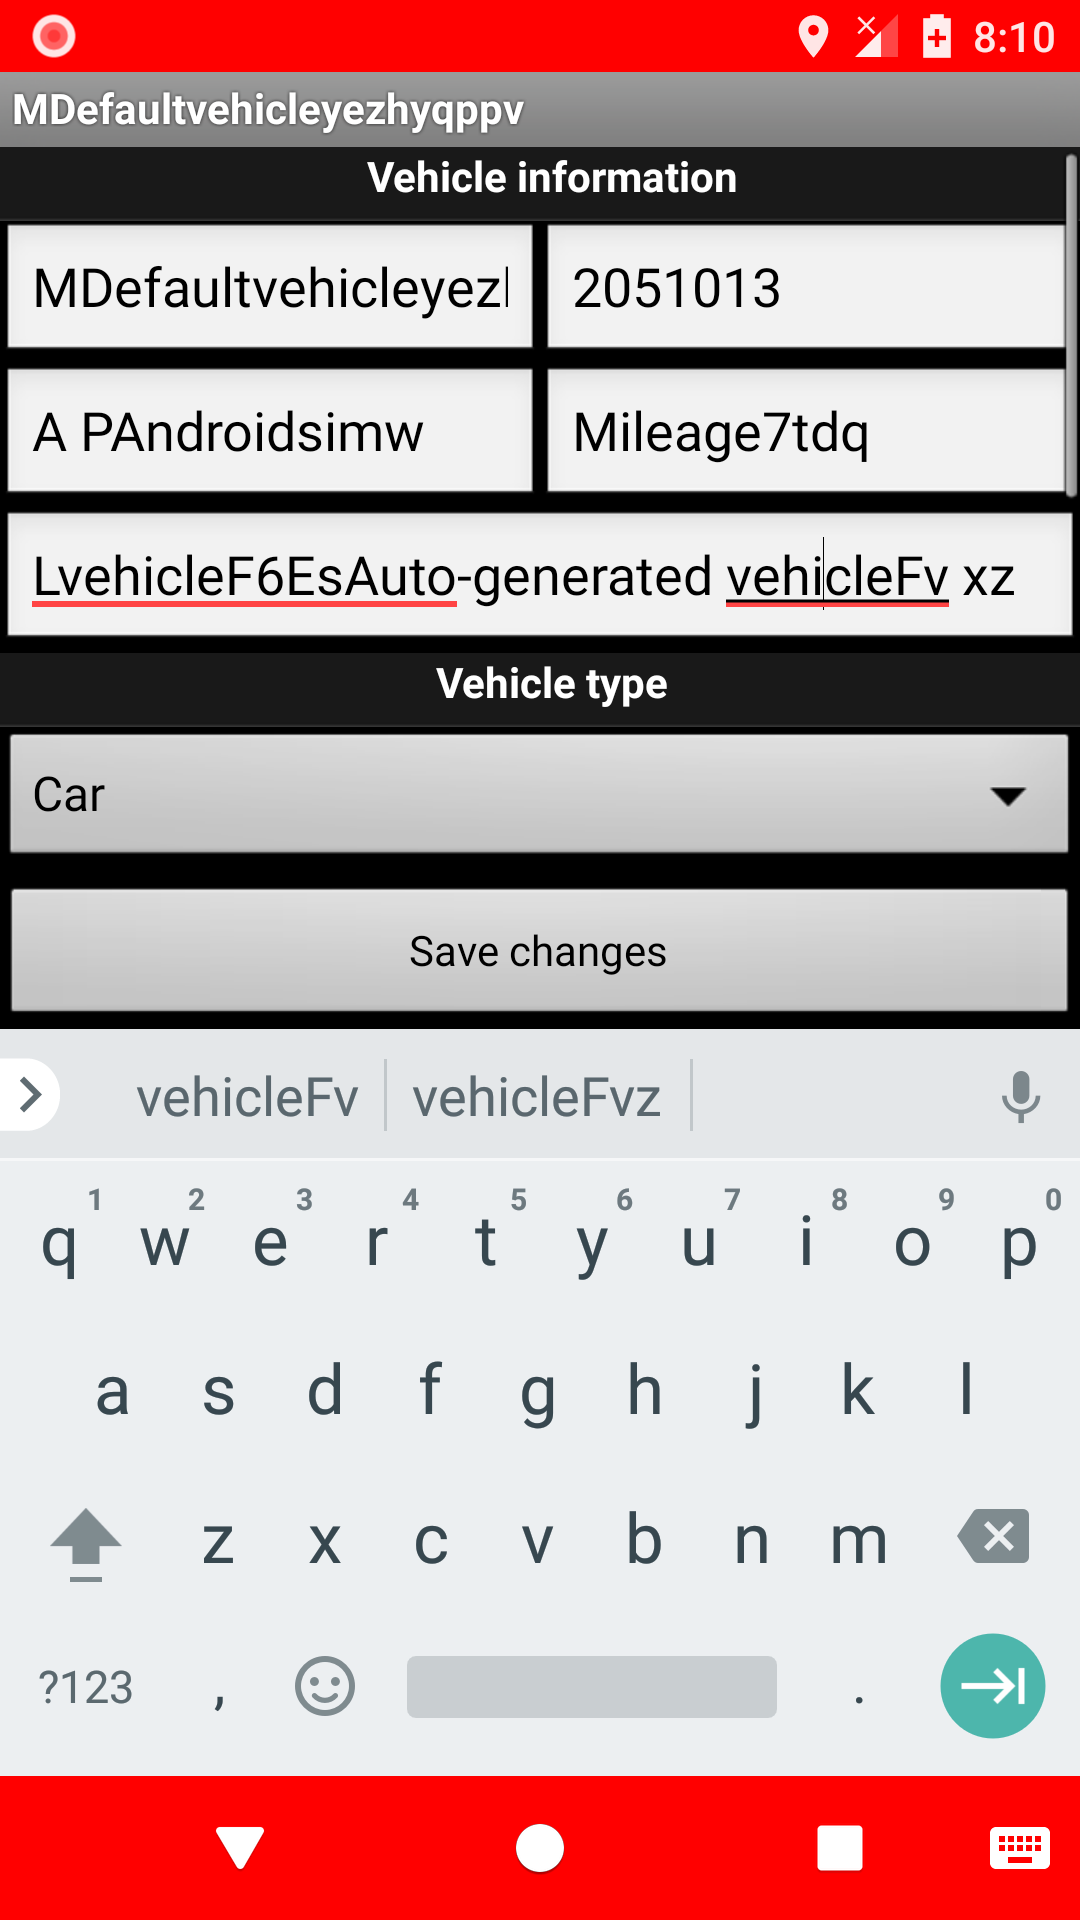 8:10
MDefaultvehicleyezhyqppv
Vehicle information
MDefaultvehicleyez
2051013
A PAndroidsimw
Mileage7tdq
LvehicleF6EsAuto-generated vehicleFv xz
Vehicle type
Car
Save changes
vehicleFv vehicleFvz
1 2 3 4 5 6 7 8 9 0
q w e r t y u i o p
a s d f g h j k l
z x c v b n m
?123 , .